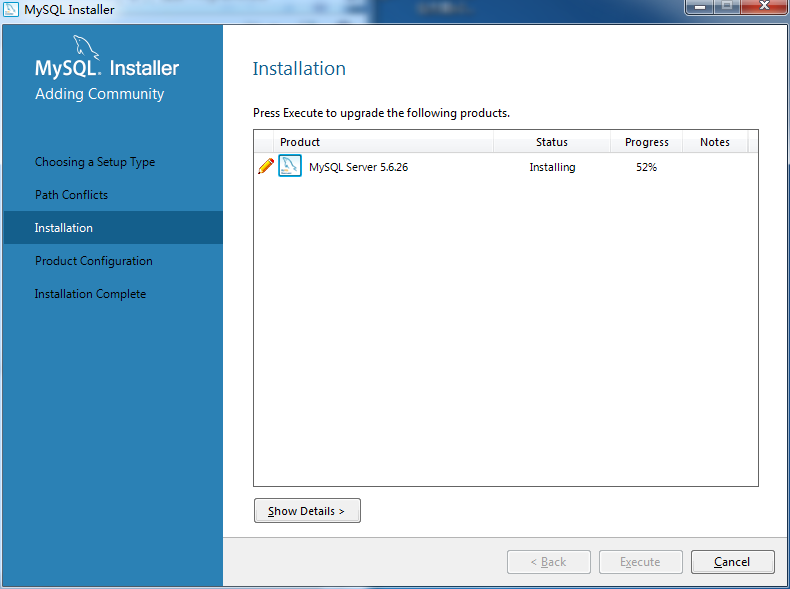 MySQL Installer
MySQL. Installer
Adding Community
Choosing a Setup Type
Path Conflicts
Installation
Product Configuration
Installation Complete
Installation
Press Execute to upgrade the following products.
Product Status Progress Notes
MySQL Server 5.6.26 Installing 52%
Show Details >
< Back Execute Cancel